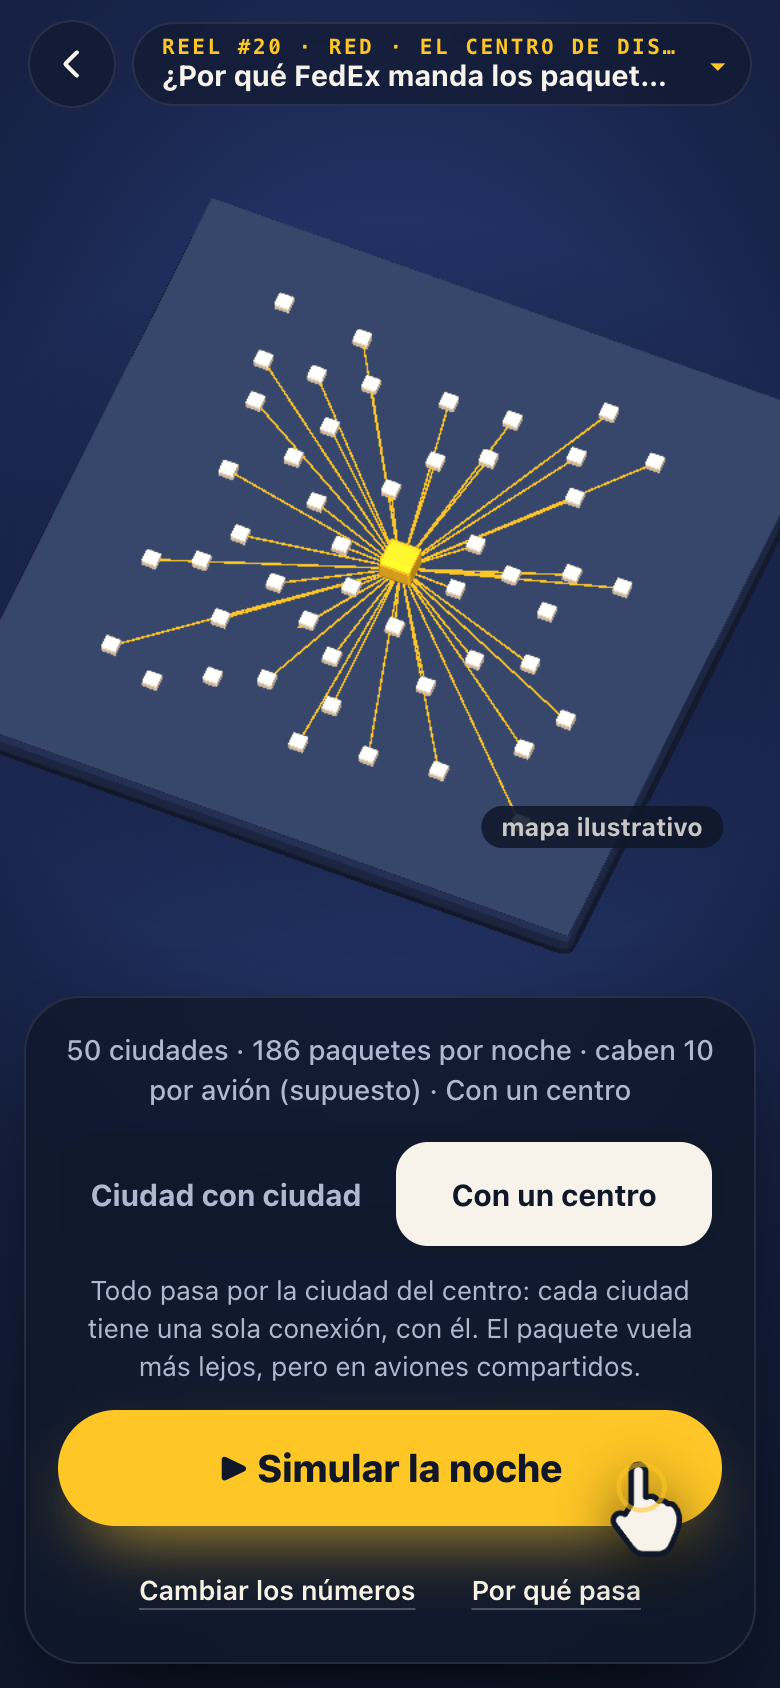 REEL #20 · RED · EL CENTRO DE DIS…
¿Por qué FedEx manda los paquet...
mapa ilustrativo
50 ciudades · 186 paquetes por noche · caben 10
por avión (supuesto) · Con un centro
Ciudad con ciudad
Con un centro
Todo pasa por la ciudad del centro: cada ciudad
tiene una sola conexión, con él. El paquete vuela
más lejos, pero en aviones compartidos.
Simular la noche
Cambiar los números
Por qué pasa